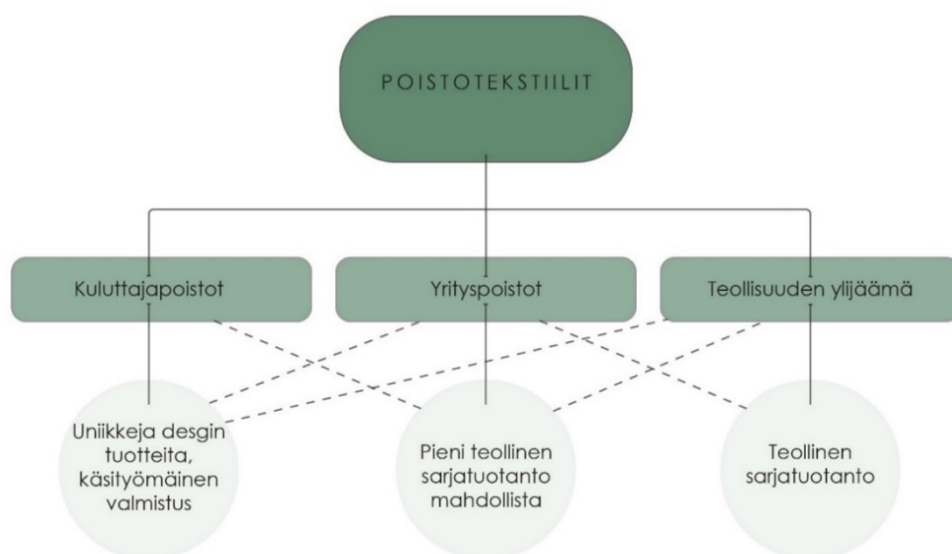 POISTOTEKSTIILIT
Kuluttajapoistot
Yrityspoistot
Teollisuuden ylijäämä
Uniikkeja desgin
tuotteita,
käsityömäinen
valmistus
Pieni teollinen
sarjatuotanto
mahdollista
Teollinen
sarjatuotanto